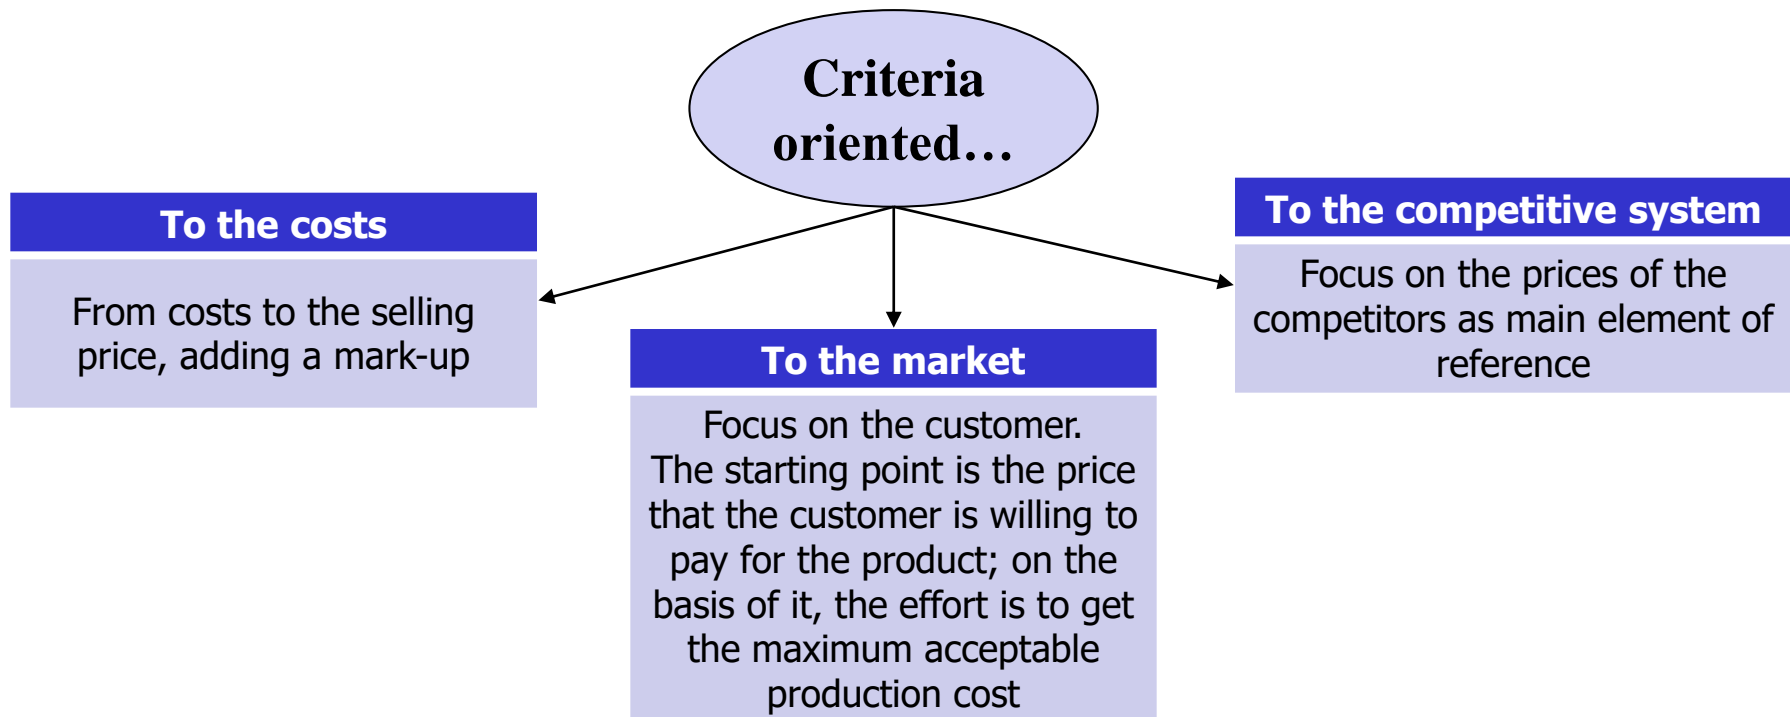 Criteria
oriented…
To the costs
From costs to the selling
price, adding a mark-up
To the market
Focus on the customer.
The starting point is the price
that the customer is willing to
pay for the product; on the
basis of it, the effort is to get
the maximum acceptable
production cost
To the competitive system
Focus on the prices of the
competitors as main element of
reference